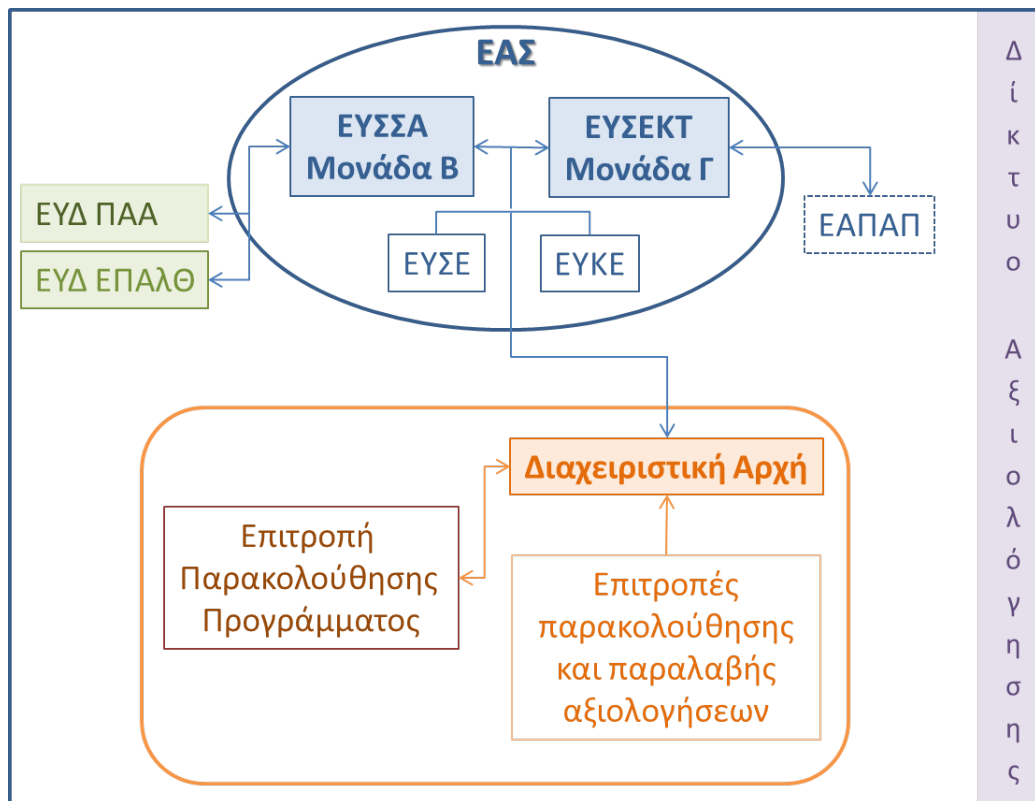 ΕΑΣ
ΕΥΣΣΑ
Μονάδα Β
ΕΥΣΕΚΤ
Μονάδα Γ
ΕΥΔ ΠΑΑ
ΕΥΔ ΕΠΑλΘ
ΕΥΣΕ
ΕΥΚΕ
ΕΑΠΑΠ
Διαχειριστική Αρχή
Επιτροπή
Παρακολούθησης
Προγράμματος
Επιτροπές
παρακολούθησης
και παραλαβής
αξιολογήσεων
Δίκτυο Αξιολόγησης